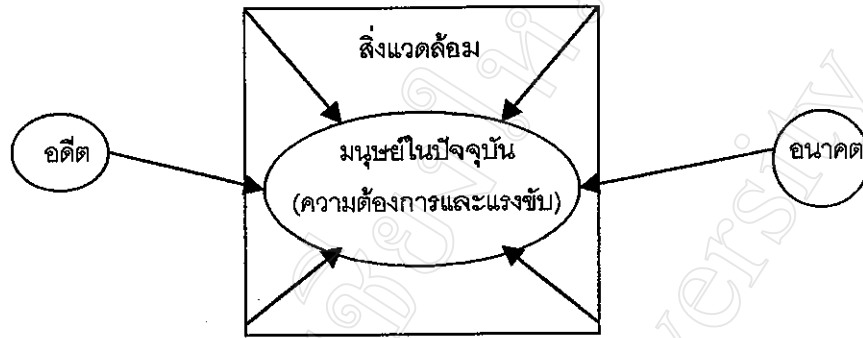 สิ่งแวดล้อม
อดีต
มนุษย์ในปัจจุบัน
(ความต้องการและแรงขับ)
อนาคต